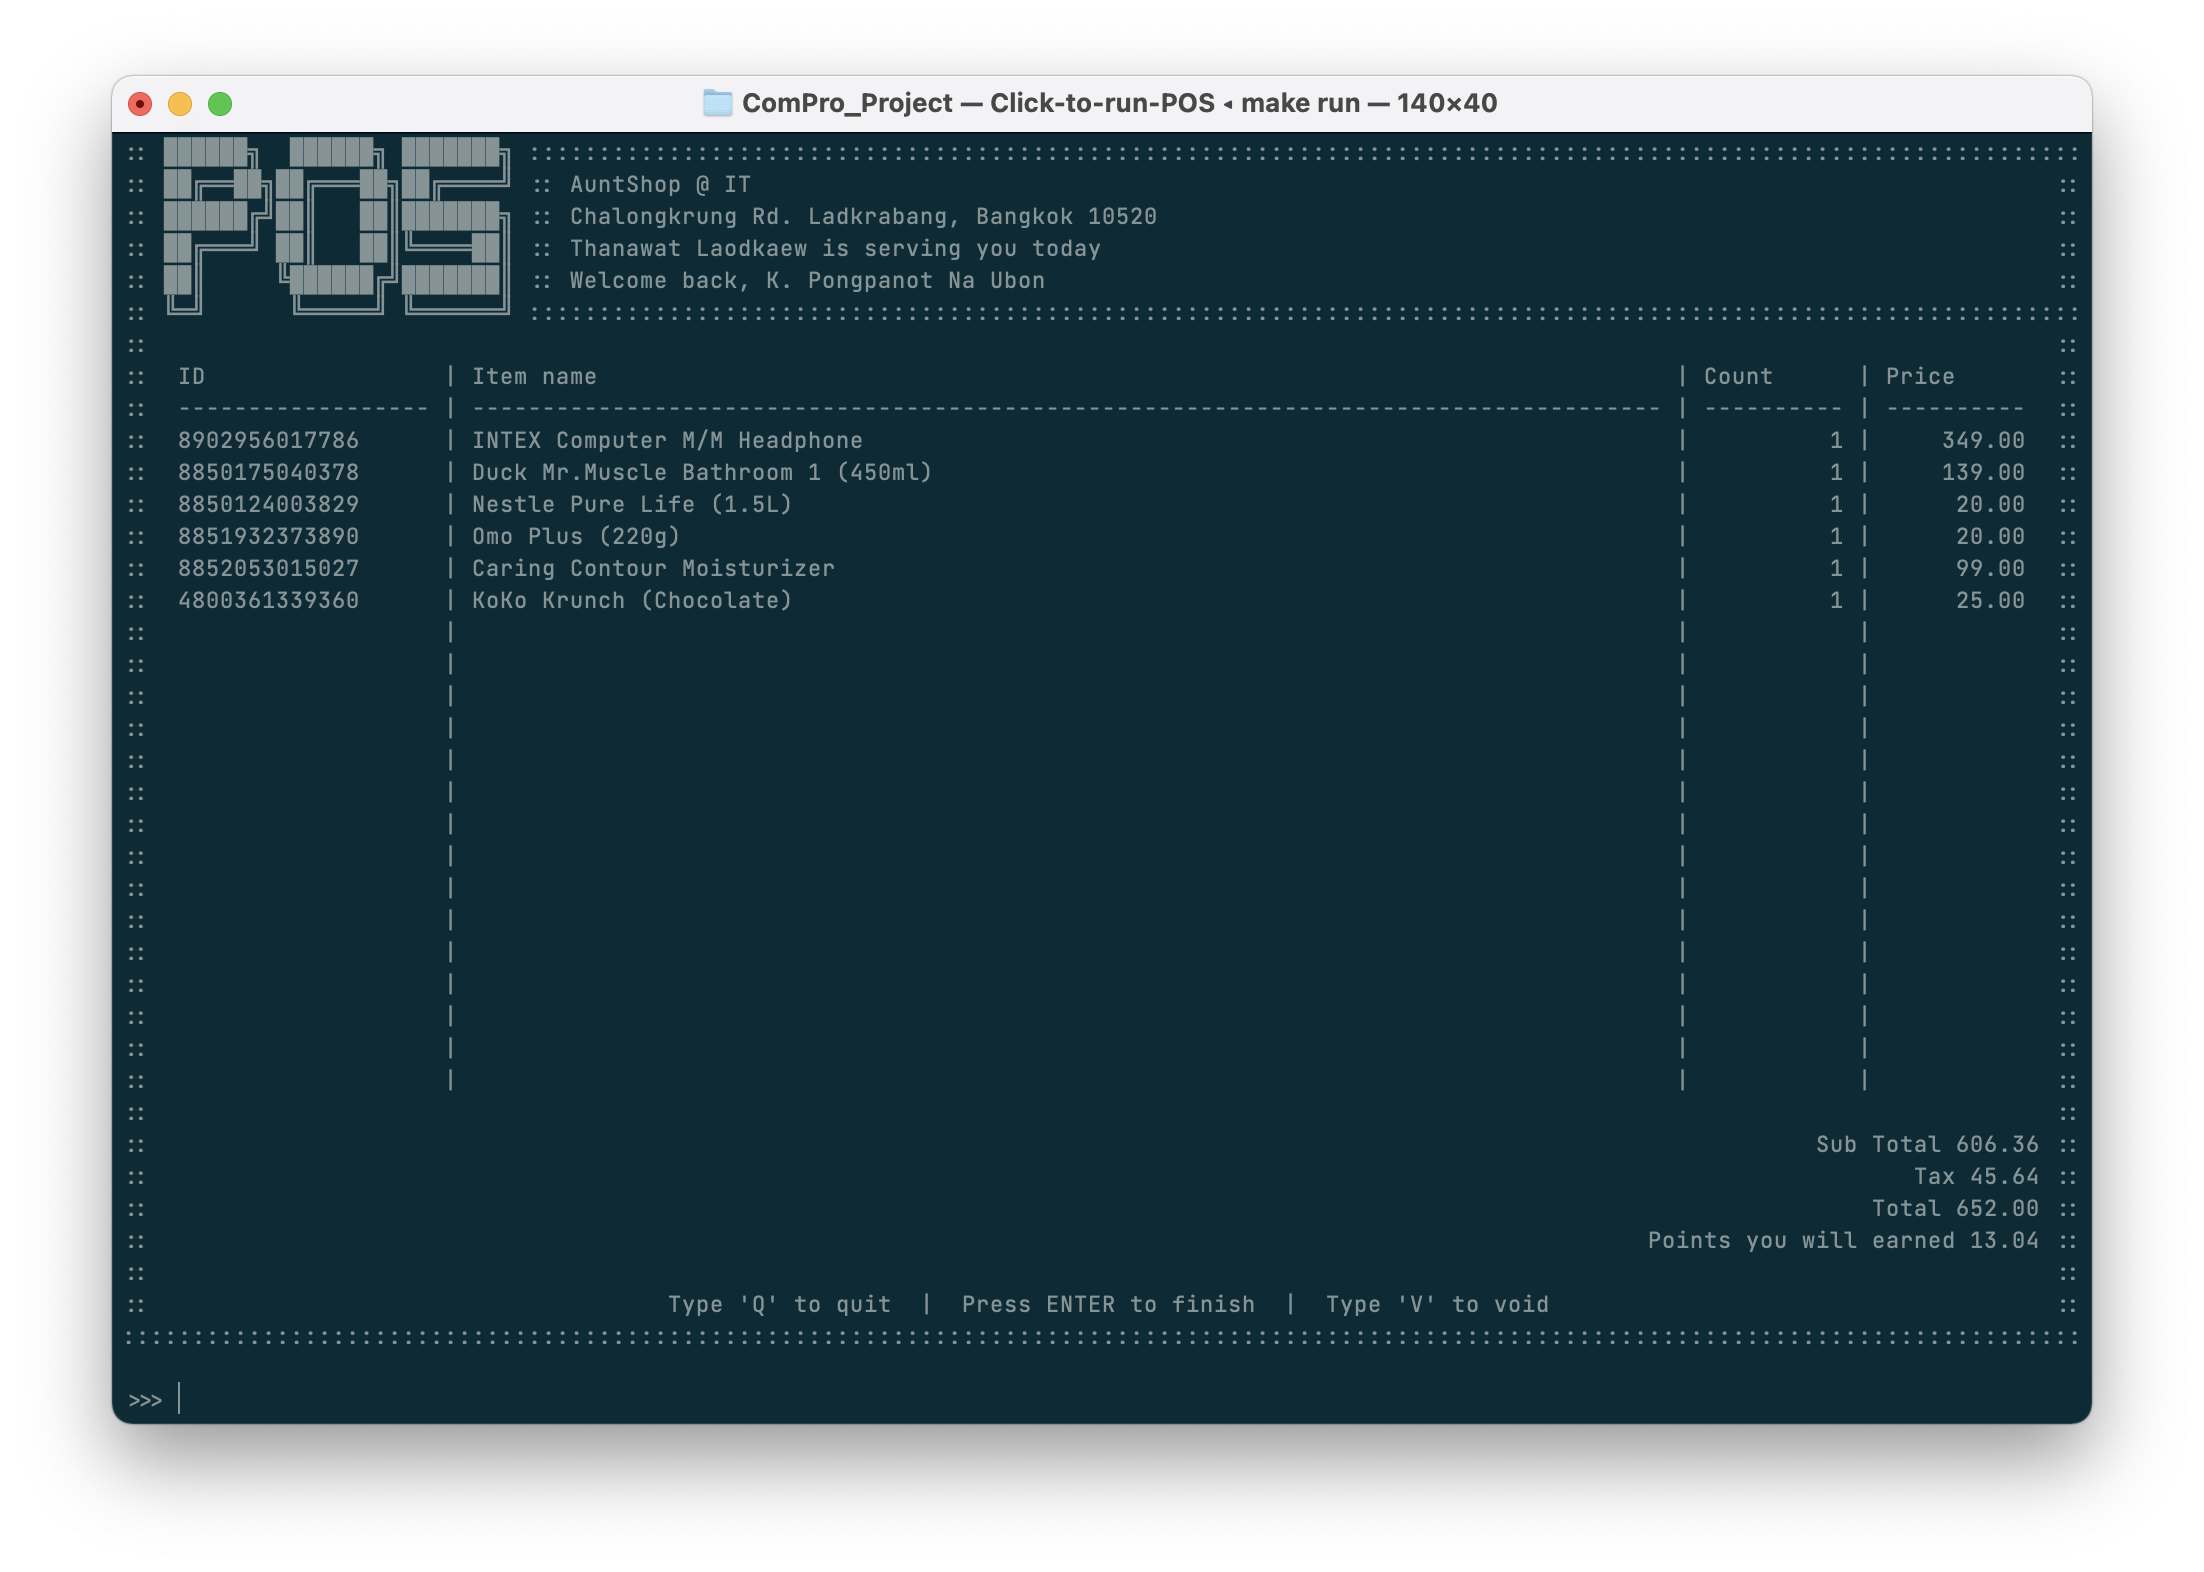 ComPro_Project — Click-to-run-POS ◂ make run — 140×40
POS
AuntShop @ IT
Chalongkrung Rd. Ladkrabang, Bangkok 10520
Thanawat Laodkaew is serving you today
Welcome back, K. Pongpanot Na Ubon
ID | Item name | Count | Price
8902956017786 | INTEX Computer M/M Headphone | 1 | 349.00
8850175040378 | Duck Mr.Muscle Bathroom 1 (450ml) | 1 | 139.00
8850124003829 | Nestle Pure Life (1.5L) | 1 | 20.00
8851932373890 | Omo Plus (220g) | 1 | 20.00
8852053015027 | Caring Contour Moisturizer | 1 | 99.00
4800361339360 | KoKo Krunch (Chocolate) | 1 | 25.00
Sub Total 606.36
Tax 45.64
Total 652.00
Points you will earned 13.04
Type 'Q' to quit | Press ENTER to finish | Type 'V' to void
>>>